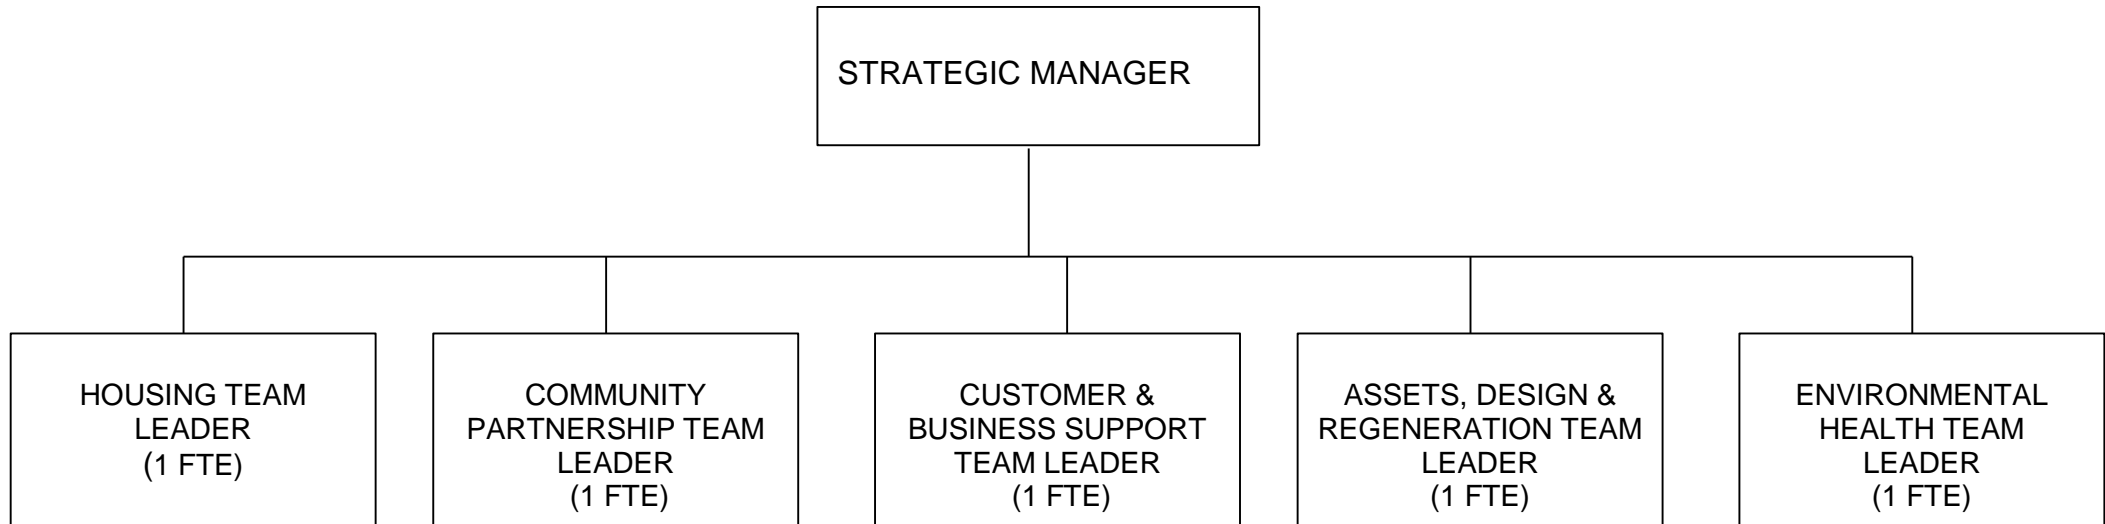 STRATEGIC MANAGER
HOUSING TEAM
LEADER
(1 FTE)
COMMUNITY
PARTNERSHIP TEAM
LEADER
(1 FTE)
CUSTOMER &
BUSINESS SUPPORT
TEAM LEADER
(1 FTE)
ASSETS, DESIGN &
REGENERATION TEAM
LEADER
(1 FTE)
ENVIRONMENTAL
HEALTH TEAM
LEADER
(1 FTE)